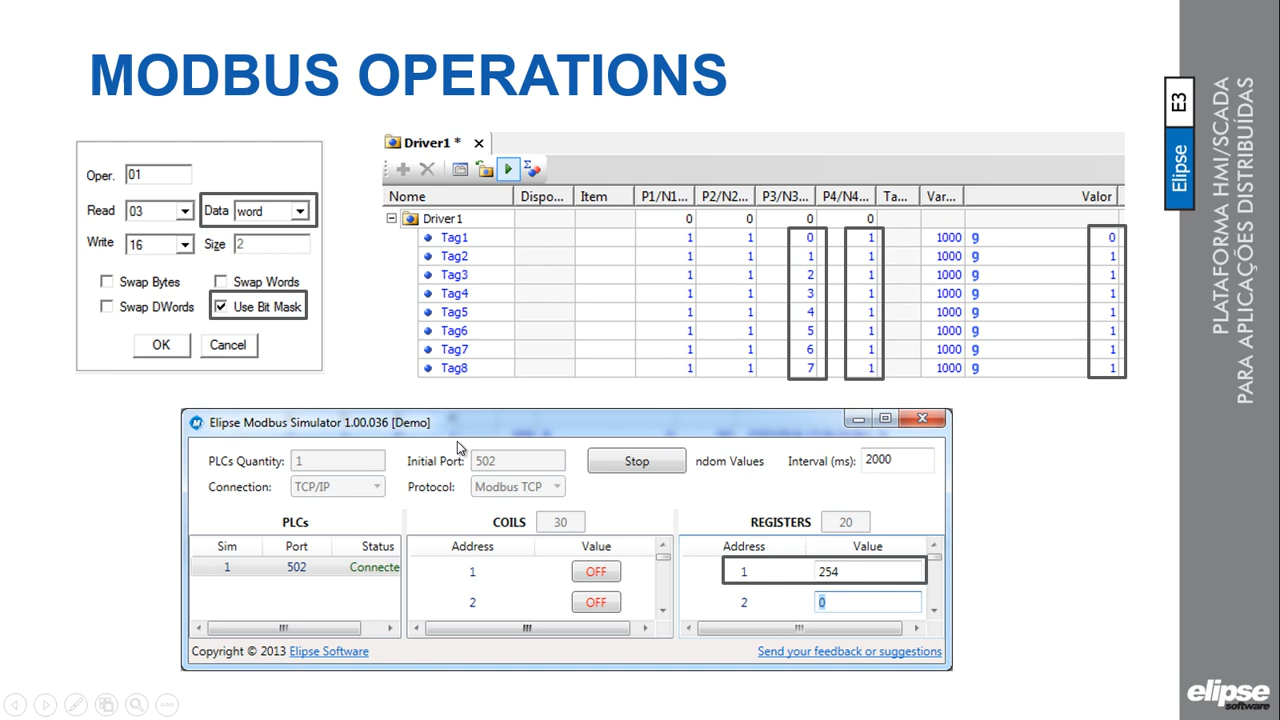 MODBUS OPERATIONS
Oper. 01
Read 03 Data word
Write 16 Size 2
Swap Bytes Swap Words
Swap DWords Use Bit Mask
OK Cancel
Driver1 *
Nome Dispo... Item P1/N1... P2/N2... P3/N3... P4/N4... Ta... Var... Valor
Driver1 0 0 0 0
Tag1 1 1 0 1 1000 0
Tag2 1 1 1 1 1000 1
Tag3 1 1 2 1 1000 1
Tag4 1 1 3 1 1000 1
Tag5 1 1 4 1 1000 1
Tag6 1 1 5 1 1000 1
Tag7 1 1 6 1 1000 1
Tag8 1 1 7 1 1000 1
Elipse Modbus Simulator 1.00.036 [Demo]
PLCs Quantity: 1 Initial Port: 502 Stop ndom Values Interval (ms): 2000
Connection: TCP/IP Protocol: Modbus TCP
PLCs COILS 30 REGISTERS 20
Sim Port Status Address Value Address Value
1 502 Connecte 1 OFF 1 254
2 OFF 2 0
Copyright © 2013 Elipse Software Send your feedback or suggestions
Elipse E3
PLATAFORMA HMI/SCADA
PARA APLICAÇÕES DISTRIBUÍDAS
elipse
software